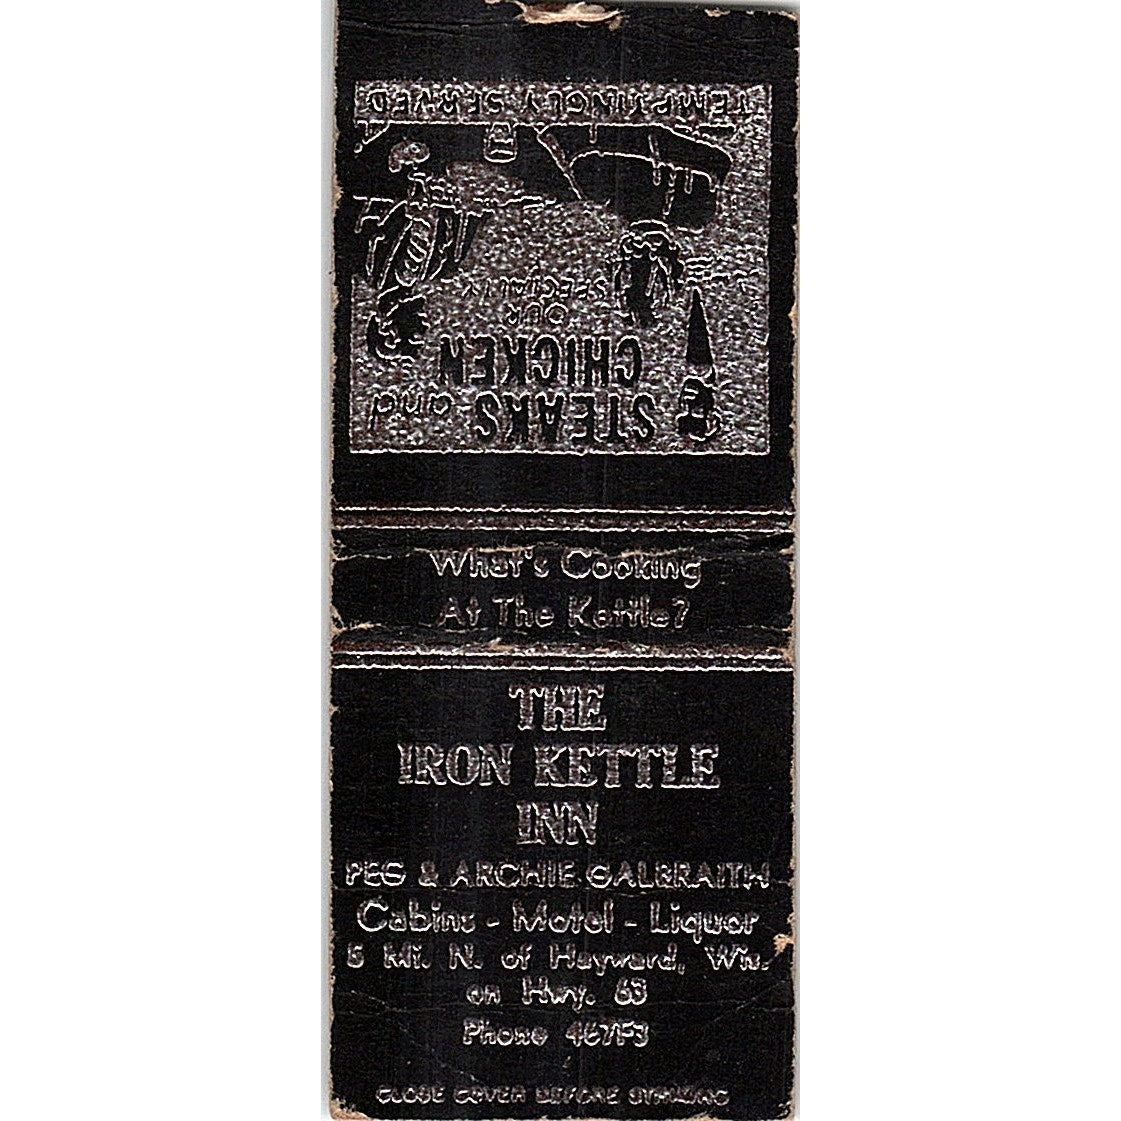 STEAKS and
CHICKEN
OUR
SPECIALTY
TEMPTINGLY SERVED
What's Cooking
At The Kettle?
THE
IRON KETTLE
INN
PEG & ARCHIE GALBRAITH
Cabins - Motel - Liquor
5 Mi. N. of Hayward, Wis.
on Hwy. 63
Phone 467F3
CLOSE COVER BEFORE STRIKING